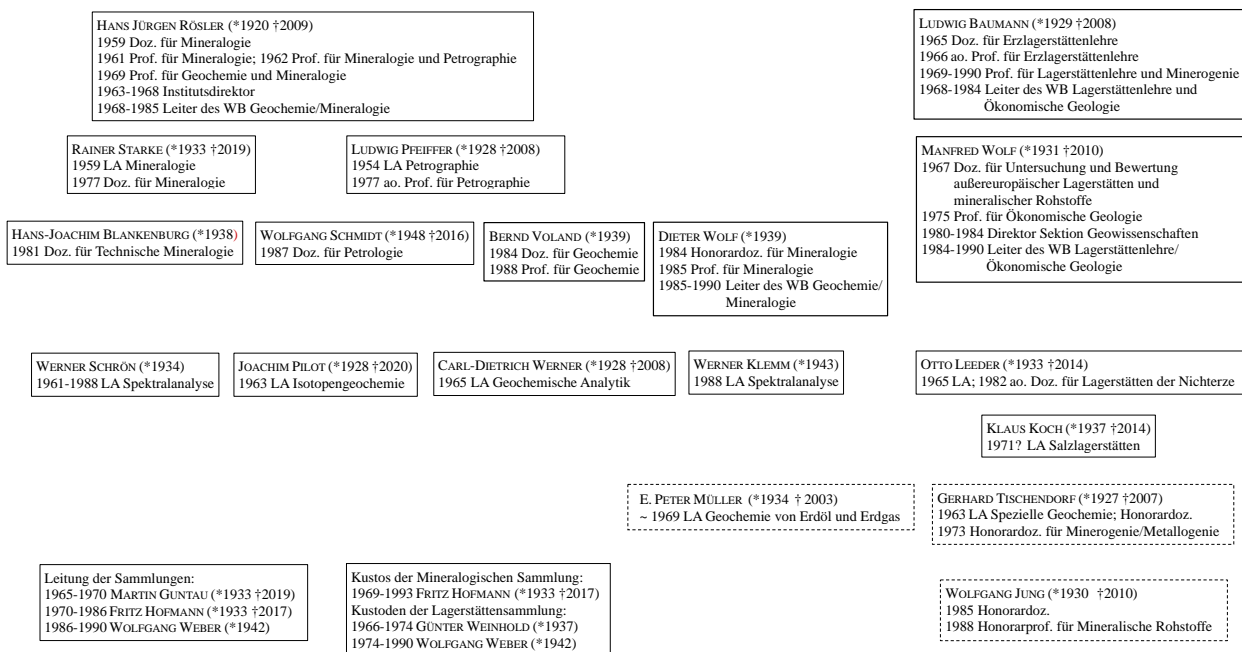 HANS JÜRGEN RÖSLER (*1920 †2009)
1959 Doz. für Mineralogie
1961 Prof. für Mineralogie; 1962 Prof. für Mineralogie und Petrographie
1969 Prof. für Geochemie und Mineralogie
1963-1968 Institutsdirektor
1968-1985 Leiter des WB Geochemie/Mineralogie
LUDWIG BAUMANN (*1929 †2008)
1965 Doz. für Erzlagerstättenlehre
1966 ao. Prof. für Erzlagerstättenlehre
1969-1990 Prof. für Lagerstättenlehre und Minerogenie
1968-1984 Leiter des WB Lagerstättenlehre und
Ökonomische Geologie
RAINER STARKE (*1933 †2019)
1959 LA Mineralogie
1977 Doz. für Mineralogie
LUDWIG PFEIFFER (*1928 †2008)
1954 LA Petrographie
1977 ao. Prof. für Petrographie
MANFRED WOLF (*1931 †2010)
1967 Doz. für Untersuchung und Bewertung
außereuropäischer Lagerstätten und
mineralischer Rohstoffe
1975 Prof. für Ökonomische Geologie
1980-1984 Direktor Sektion Geowissenschaften
1984-1990 Leiter des WB Lagerstättenlehre/
Ökonomische Geologie
HANS-JOACHIM BLANKENBURG (*1938)
1981 Doz. für Technische Mineralogie
WOLFGANG SCHMIDT (*1948 †2016)
1987 Doz. für Petrologie
BERND VOLAND (*1939)
1984 Doz. für Geochemie
1988 Prof. für Geochemie
DIETER WOLF (*1939)
1984 Honorardoz. für Mineralogie
1985 Prof. für Mineralogie
1985-1990 Leiter des WB Geochemie/
Mineralogie
WERNER SCHRÖN (*1934)
1961-1988 LA Spektralanalyse
JOACHIM PILOT (*1928 †2020)
1963 LA Isotopengeochemie
CARL-DIETRICH WERNER (*1928 †2008)
1965 LA Geochemische Analytik
WERNER KLEMM (*1943)
1988 LA Spektralanalyse
OTTO LEEDER (*1933 †2014)
1965 LA; 1982 ao. Doz. für Lagerstätten der Nichterze
KLAUS KOCH (*1937 †2014)
1971? LA Salzlagerstätten
E. PETER MÜLLER (*1934 † 2003)
~ 1969 LA Geochemie von Erdöl und Erdgas
GERHARD TISCHENDORF (*1927 †2007)
1963 LA Spezielle Geochemie; Honorardoz.
1973 Honorardoz. für Minerogenie/Metallogenie
Leitung der Sammlungen:
1965-1970 MARTIN GUNTAU (*1933 †2019)
1970-1986 FRITZ HOFMANN (*1933 †2017)
1986-1990 WOLFGANG WEBER (*1942)
Kustos der Mineralogischen Sammlung:
1969-1993 FRITZ HOFMANN (*1933 †2017)
Kustoden der Lagerstättensammlung:
1966-1974 GÜNTER WEINHOLD (*1937)
1974-1990 WOLFGANG WEBER (*1942)
WOLFGANG JUNG (*1930 †2010)
1985 Honorardoz.
1988 Honorarprof. für Mineralische Rohstoffe